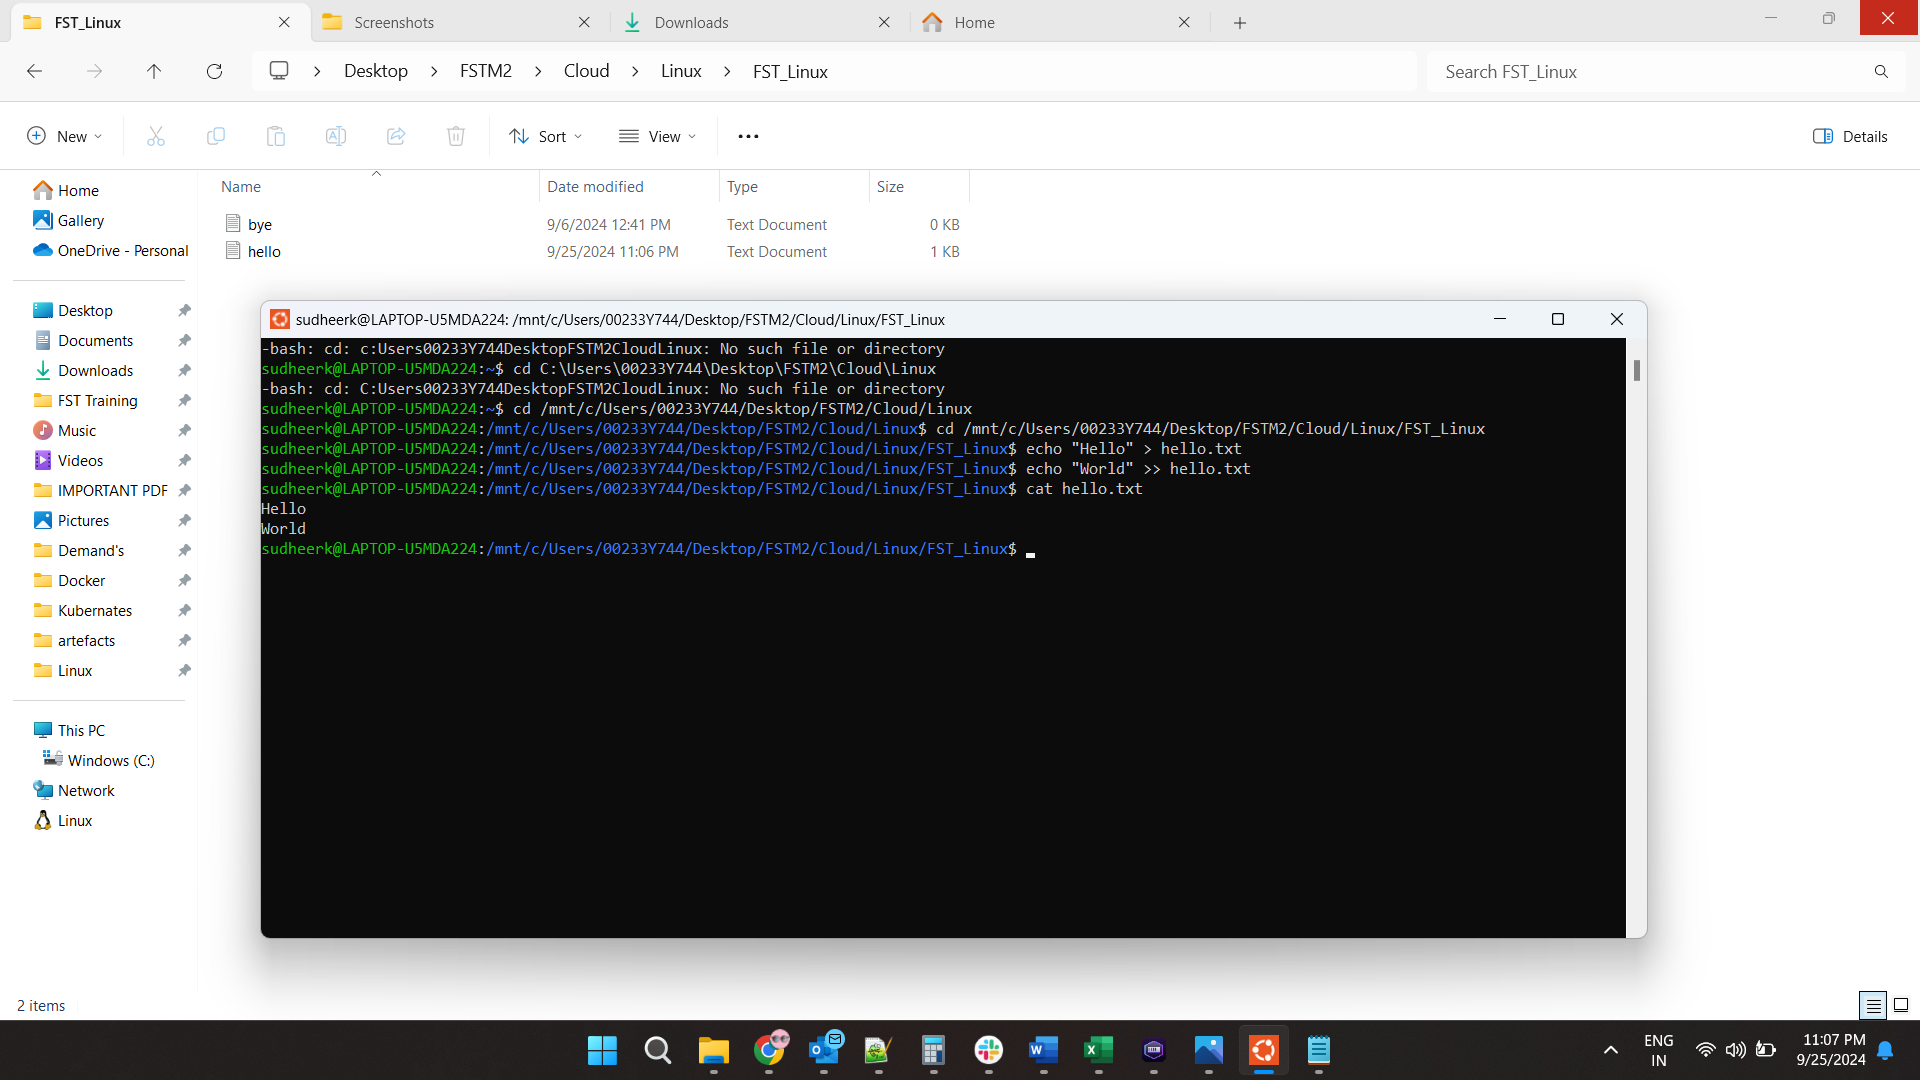 FST_Linux
Screenshots
Downloads
Home
Desktop > FSTM2 > Cloud > Linux > FST_Linux
Search FST_Linux
New
Sort
View
Details
Name
Date modified
Type
Size
bye 9/6/2024 12:41 PM Text Document 0 KB
hello 9/25/2024 11:06 PM Text Document 1 KB
Home
Gallery
OneDrive - Personal
Desktop
Documents
Downloads
FST Training
Music
Videos
IMPORTANT PDF
Pictures
Demand's
Docker
Kubernates
artefacts
Linux
This PC
Windows (C:)
Network
Linux
sudheerk@LAPTOP-U5MDA224: /mnt/c/Users/00233Y744/Desktop/FSTM2/Cloud/Linux/FST_Linux
-bash: cd: c:Users00233Y744DesktopFSTM2CloudLinux: No such file or directory
sudheerk@LAPTOP-U5MDA224:~$ cd C:\Users\00233Y744\Desktop\FSTM2\Cloud\Linux
-bash: cd: C:Users00233Y744DesktopFSTM2CloudLinux: No such file or directory
sudheerk@LAPTOP-U5MDA224:~$ cd /mnt/c/Users/00233Y744/Desktop/FSTM2/Cloud/Linux
sudheerk@LAPTOP-U5MDA224:/mnt/c/Users/00233Y744/Desktop/FSTM2/Cloud/Linux$ cd /mnt/c/Users/00233Y744/Desktop/FSTM2/Cloud/Linux/FST_Linux
sudheerk@LAPTOP-U5MDA224:/mnt/c/Users/00233Y744/Desktop/FSTM2/Cloud/Linux/FST_Linux$ echo "Hello" > hello.txt
sudheerk@LAPTOP-U5MDA224:/mnt/c/Users/00233Y744/Desktop/FSTM2/Cloud/Linux/FST_Linux$ echo "World" >> hello.txt
sudheerk@LAPTOP-U5MDA224:/mnt/c/Users/00233Y744/Desktop/FSTM2/Cloud/Linux/FST_Linux$ cat hello.txt
Hello
World
sudheerk@LAPTOP-U5MDA224:/mnt/c/Users/00233Y744/Desktop/FSTM2/Cloud/Linux/FST_Linux$
2 items
ENG
IN
11:07 PM
9/25/2024